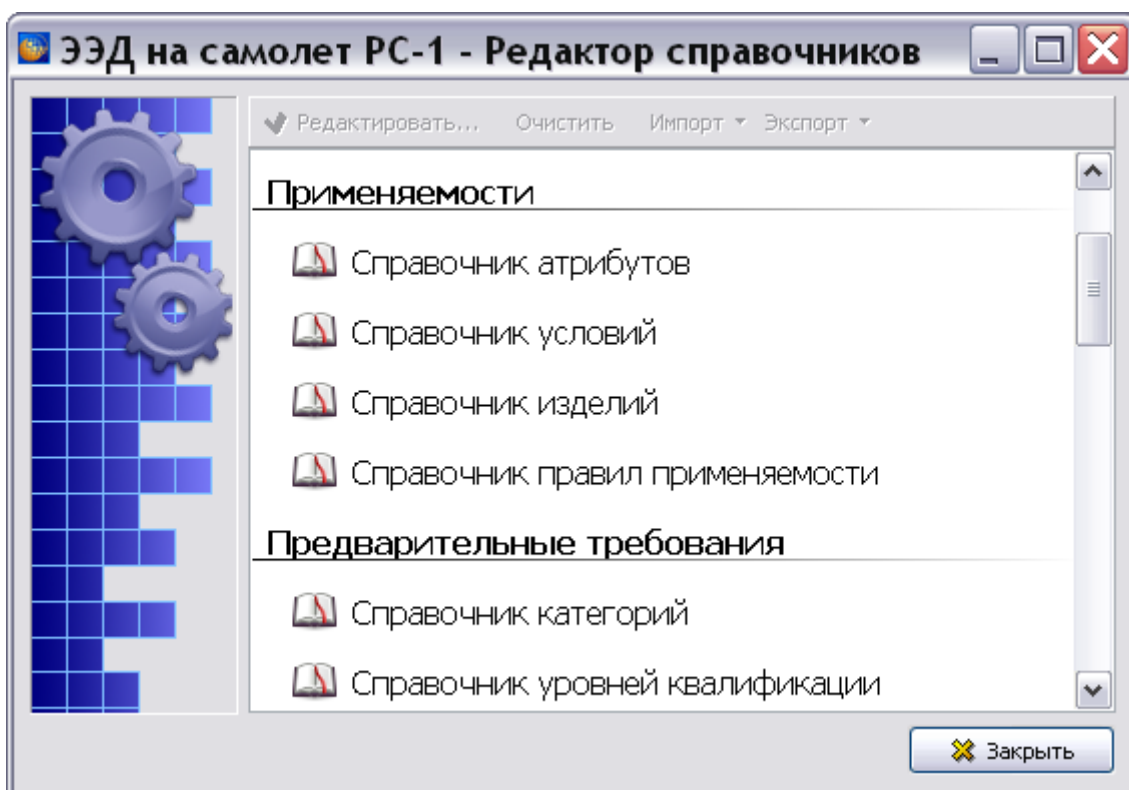 ЭЭД на самолет РС-1 - Редактор справочников
Редактировать... Очистить Импорт Экспорт
Применяемости
Справочник атрибутов
Справочник условий
Справочник изделий
Справочник правил применяемости
Предварительные требования
Справочник категорий
Справочник уровней квалификации
Закрыть